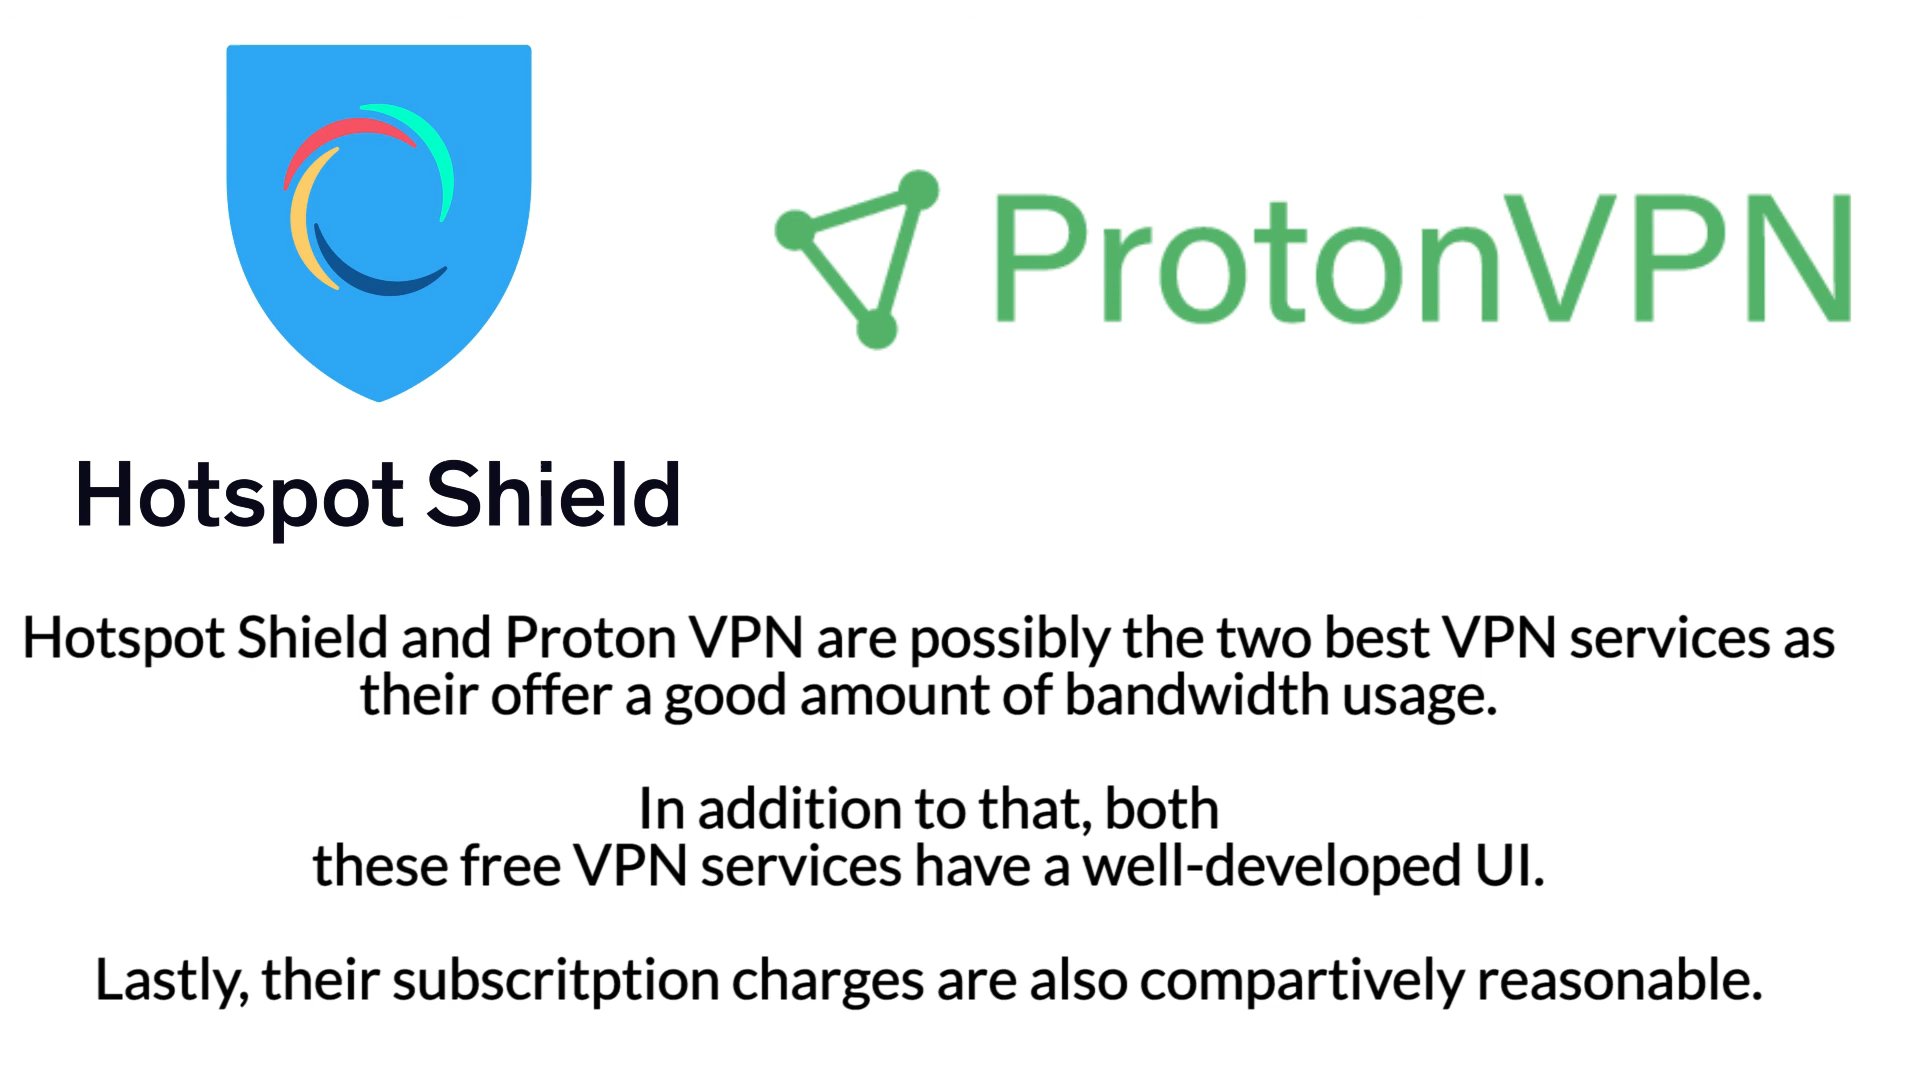 ProtonVPN
Hotspot Shield
Hotspot Shield and Proton VPN are possibly the two best VPN services as
their offer a good amount of bandwidth usage.
In addition to that, both
these free VPN services have a well-developed UI.
Lastly, their subscritption charges are also compartively reasonable.